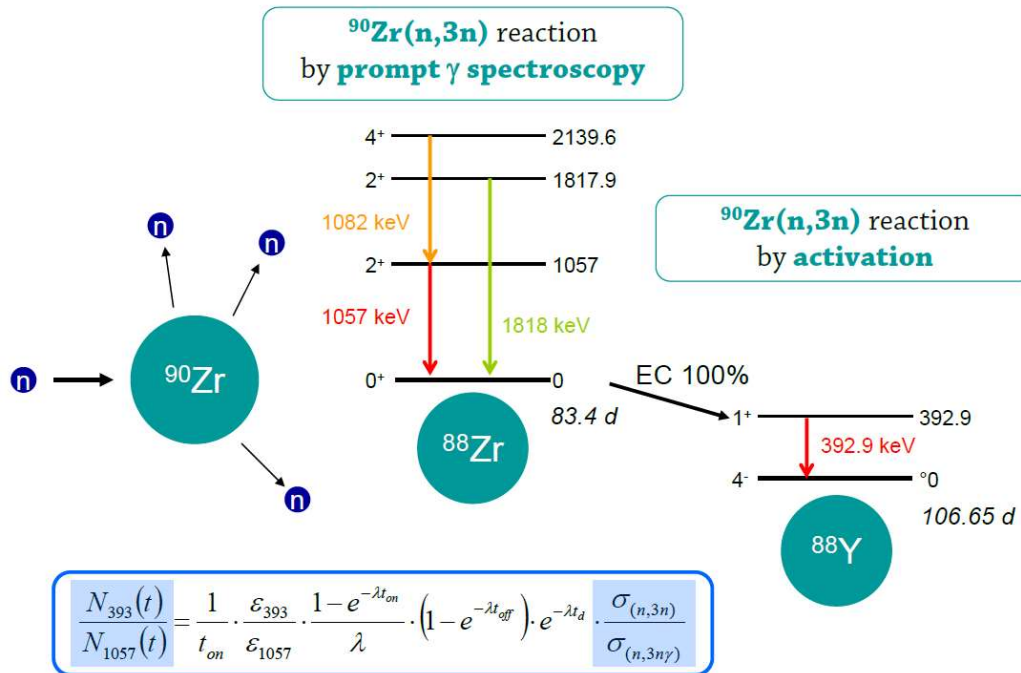 ⁹⁰Zr(n,3n) reaction
by prompt γ spectroscopy
4⁺ 2139.6
2⁺ 1817.9
1082 keV
2⁺ 1057
1057 keV
1818 keV
0⁺ 0
83.4 d
⁸⁸Zr
n
n
n
⁹⁰Zr
n
⁹⁰Zr(n,3n) reaction
by activation
EC 100%
1⁺ 392.9
392.9 keV
4⁻ °0
106.65 d
⁸⁸Y
N₃₉₃(t)/N₁₀₅₇(t) = 1/t_on · ε₃₉₃/ε₁₀₅₇ · (1−e^(−λt_on))/λ · (1−e^(−λt_off)) · e^(−λt_d) · σ_(n,3n)/σ_(n,3nγ)